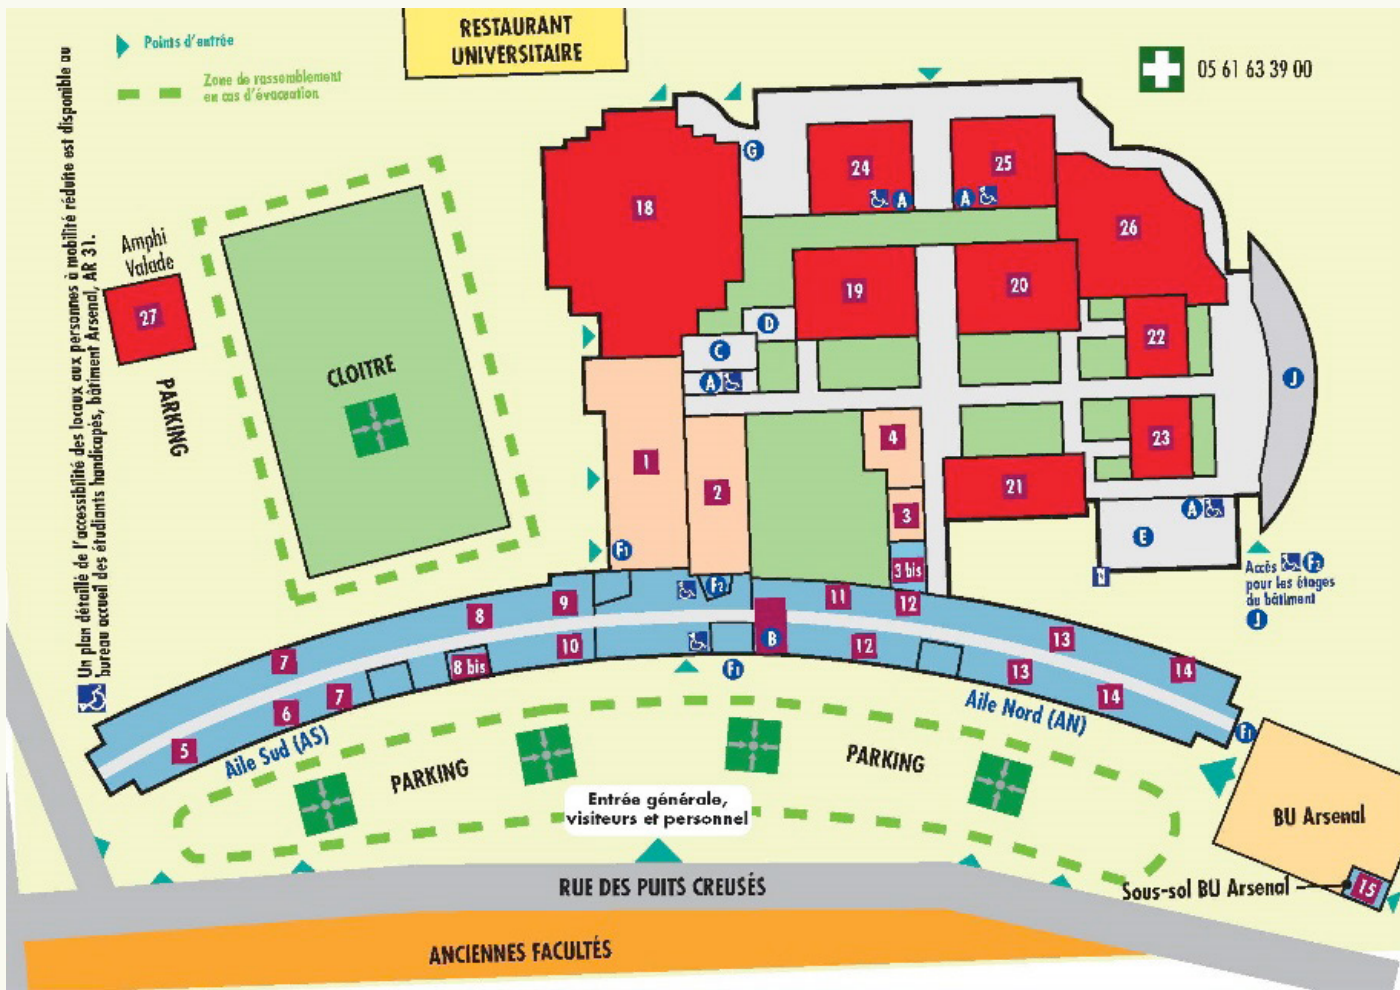 RESTAURANT
UNIVERSITAIRE
Points d'entrée
Zone de rassemblement
en cas d'évacuation
05 61 63 39 00
Un plan détaillé de l'accessibilité des locaux aux personnes à mobilité réduite est disponible au
bureau accueil des étudiants handicapés, bâtiment Arsenal, AR 31.
Amphi
Valade
27
PARKING
CLOITRE
G
18
24
A
25
A
26
19
20
D
C
A
22
J
1
2
4
3
3 bis
21
23
A
E
F1
F2
Accès F2
pour les étages
du bâtiment
J
5
6
7
7
8
8 bis
9
10
B
11
12
12
13
13
14
14
F1
F1
Aile Sud (AS)
Aile Nord (AN)
PARKING
PARKING
Entrée générale,
visiteurs et personnel
BU Arsenal
Sous-sol BU Arsenal
15
RUE DES PUITS CREUSÉS
ANCIENNES FACULTÉS